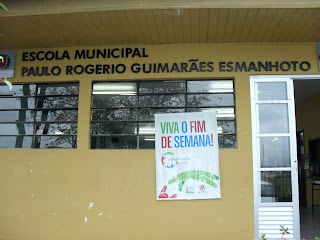 ESCOLA MUNICIPAL
PAULO ROGERIO GUIMARÃES ESMANHOTO
VIVA O FIM
DE SEMANA!